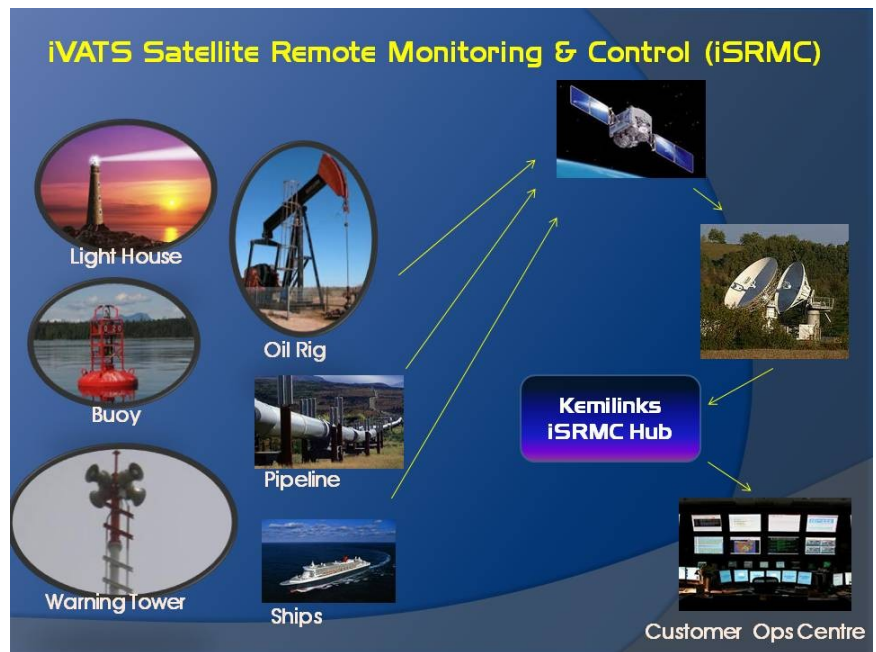 iVATS Satellite Remote Monitoring & Control (iSRMC)
Light House
Oil Rig
Buoy
Kemilinks
iSRMC Hub
Pipeline
Warning Tower
Ships
Customer Ops Centre